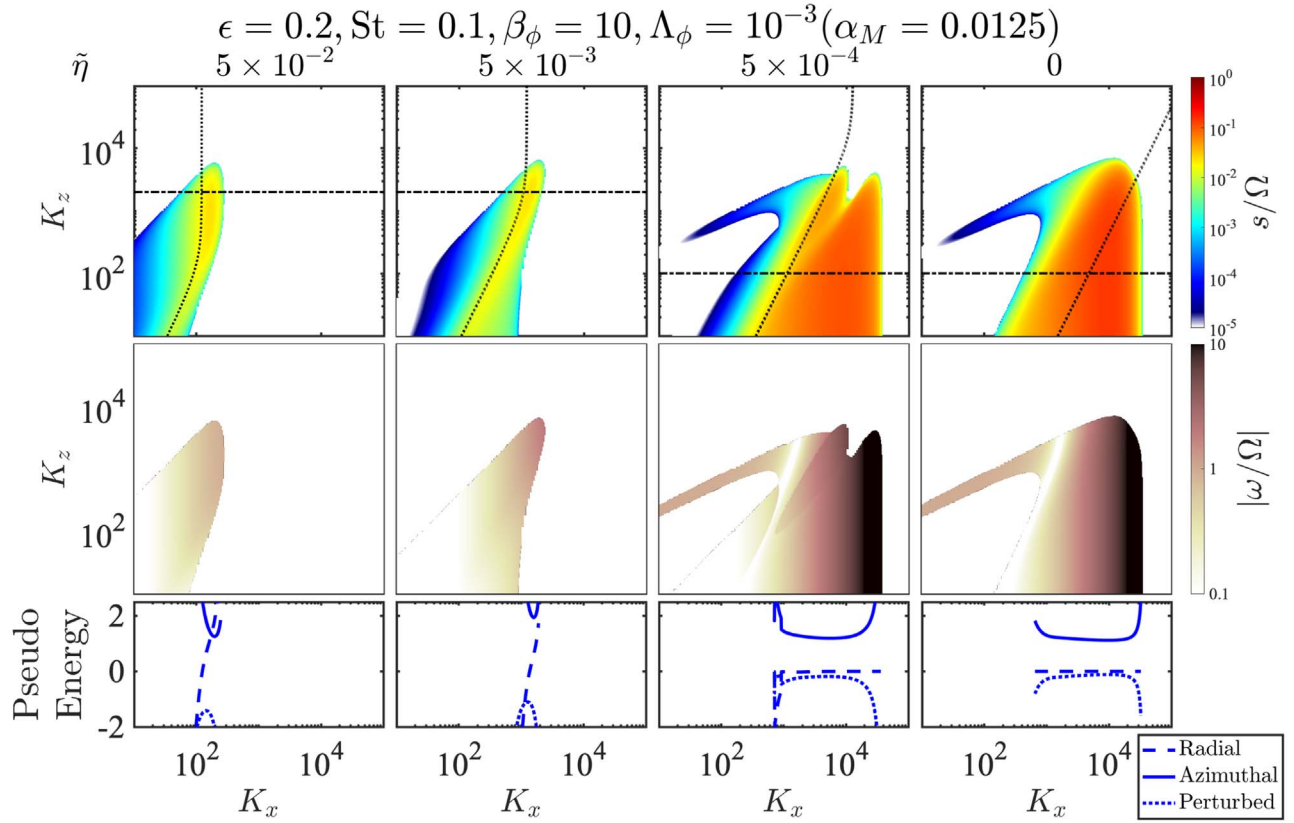 ϵ = 0.2, St = 0.1, β_ϕ = 10, Λ_ϕ = 10^{-3}(α_M = 0.0125)
η̃ 5 × 10^{-2} 5 × 10^{-3} 5 × 10^{-4} 0
K_z
10^4
10^2
10^0
10^{-1}
10^{-2}
10^{-3}
10^{-4}
10^{-5}
s/Ω
K_z
10^4
10^2
10
1
0.1
|ω/Ω|
Pseudo
Energy
2
0
-2
10^2 10^4 10^2 10^4 10^2 10^4 10^2 10^4
K_x K_x K_x K_x
Radial
Azimuthal
Perturbed